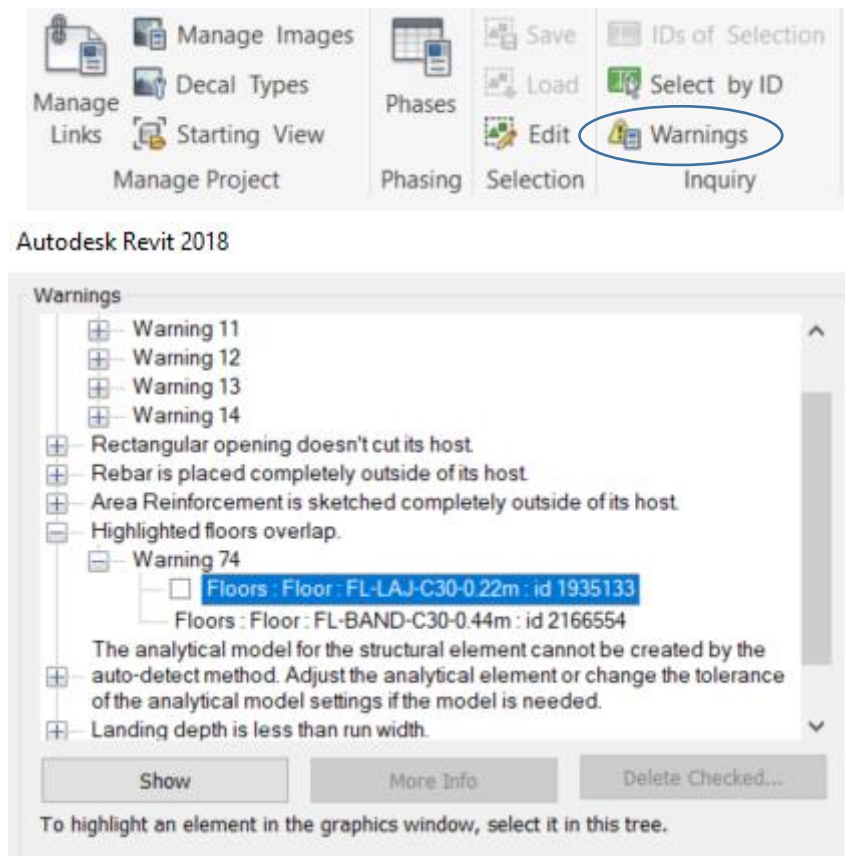 Manage Images
Save
IDs of Selection
Decal Types
Load
Select by ID
Manage
Links
Phases
Starting View
Edit
Warnings
Manage Project
Phasing
Selection
Inquiry
Autodesk Revit 2018
Warnings
Warning 11
Warning 12
Warning 13
Warning 14
Rectangular opening doesn't cut its host.
Rebar is placed completely outside of its host.
Area Reinforcement is sketched completely outside of its host.
Highlighted floors overlap.
Warning 74
Floors : Floor : FL-LAJ-C30-0.22m : id 1935133
Floors : Floor : FL-BAND-C30-0.44m : id 2166554
The analytical model for the structural element cannot be created by the
auto-detect method. Adjust the analytical element or change the tolerance
of the analytical model settings if the model is needed.
Landing depth is less than run width.
Show
More Info
Delete Checked...
To highlight an element in the graphics window, select it in this tree.